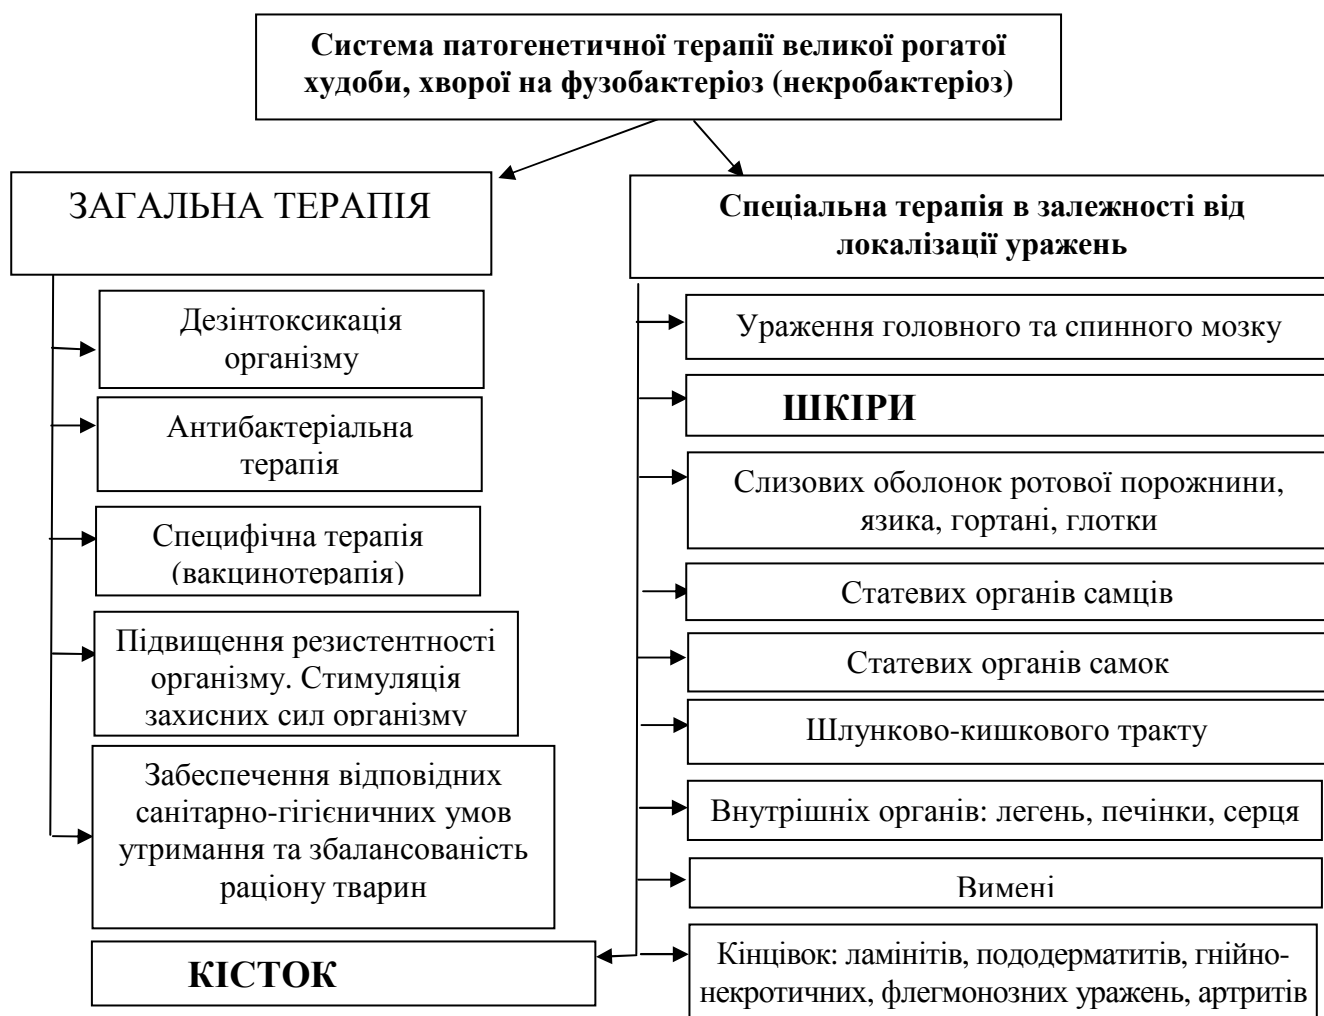 Система патогенетичної терапії великої рогатої
худоби, хворої на фузобактеріоз (некробактеріоз)
ЗАГАЛЬНА ТЕРАПІЯ
Дезінтоксикація
організму
Антибактеріальна
терапія
Специфічна терапія
(вакцинотерапія)
Підвищення резистентності
організму. Стимуляція
захисних сил організму
Забеспечення відповідних
санітарно-гігієничних умов
утримання та збалансованість
раціону тварин
КІСТОК
Спеціальна терапія в залежності від
локалізації уражень
Ураження головного та спинного мозку
ШКІРИ
Слизових оболонок ротової порожнини,
язика, гортані, глотки
Статевих органів самців
Статевих органів самок
Шлунково-кишкового тракту
Внутрішніх органів: легень, печінки, серця
Вимені
Кінцівок: ламінітів, пододерматитів, гнійно-
некротичних, флегмонозних уражень, артритів